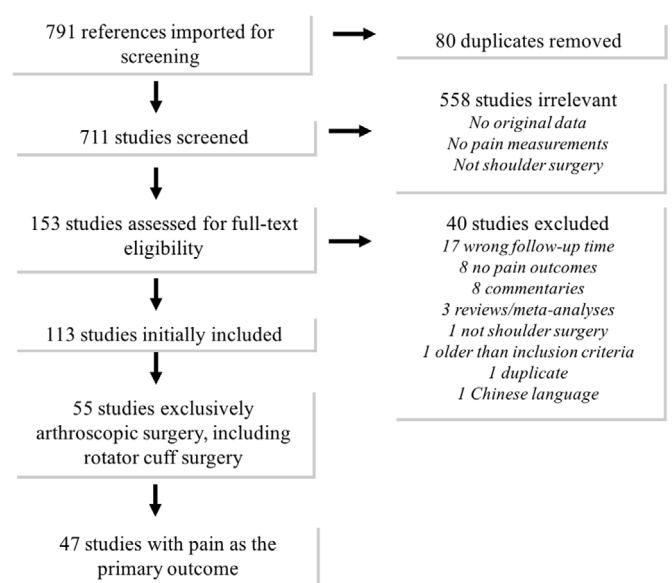 791 references imported for
screening
80 duplicates removed
711 studies screened
558 studies irrelevant
No original data
No pain measurements
Not shoulder surgery
153 studies assessed for full-text
eligibility
40 studies excluded
17 wrong follow-up time
8 no pain outcomes
8 commentaries
3 reviews/meta-analyses
1 not shoulder surgery
1 older than inclusion criteria
1 duplicate
1 Chinese language
113 studies initially included
55 studies exclusively
arthroscopic surgery, including
rotator cuff surgery
47 studies with pain as the
primary outcome